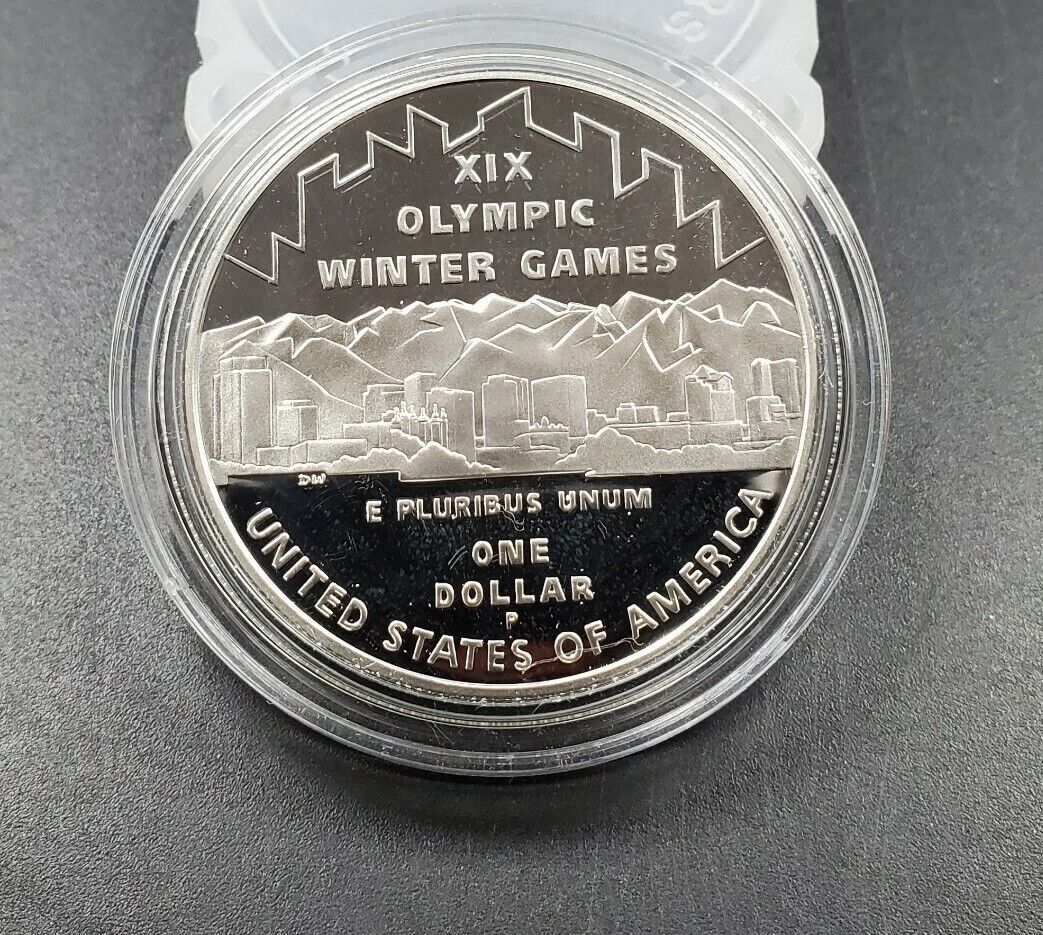 XIX
OLYMPIC
WINTER GAMES
DW
E PLURIBUS UNUM
ONE
DOLLAR
P
UNITED STATES OF AMERICA